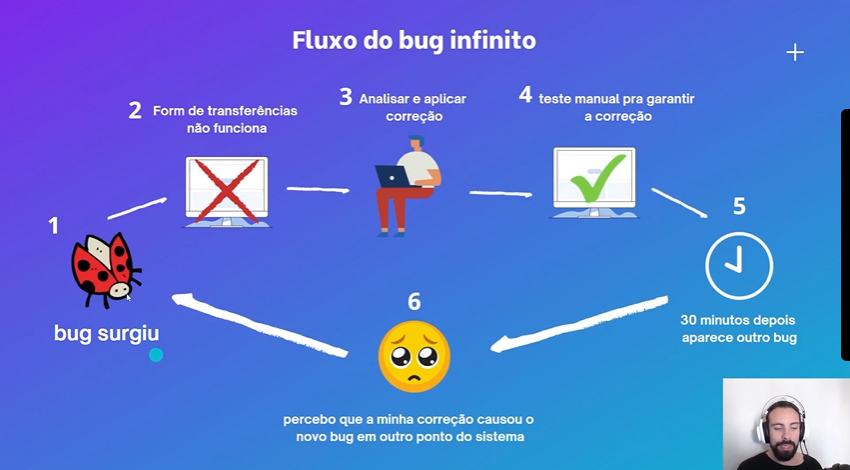 Fluxo do bug infinito
1
bug surgiu
2
Form de transferências
não funciona
3
Analisar e aplicar
correção
4
teste manual pra garantir
a correção
5
30 minutos depois
aparece outro bug
6
percebo que a minha correção causou o
novo bug em outro ponto do sistema